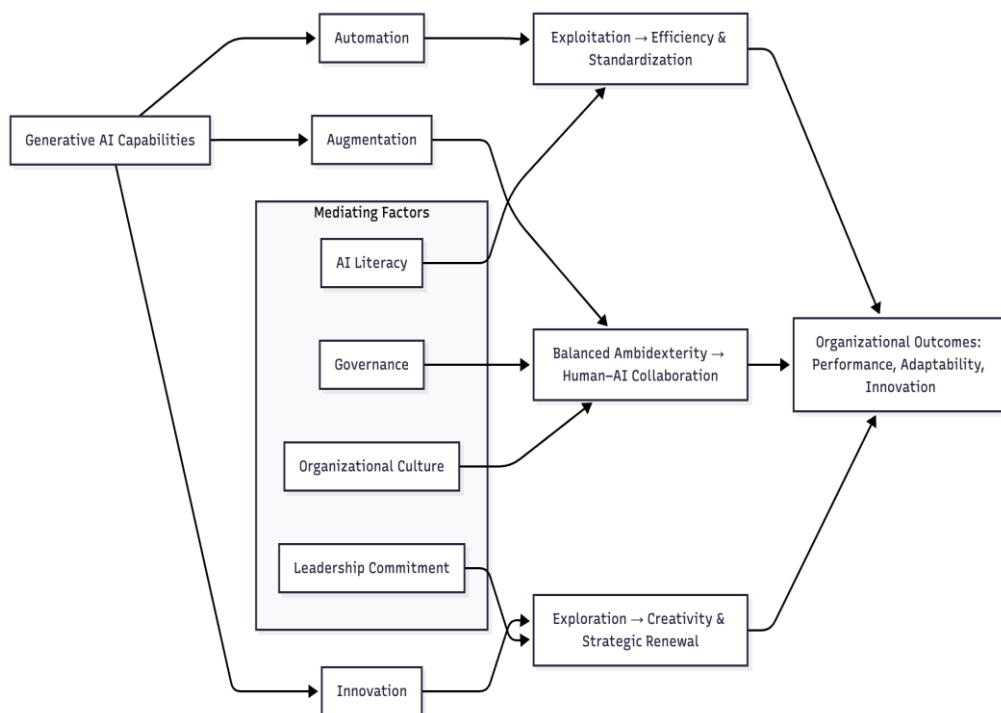 Automation
Exploitation → Efficiency &
Standardization
Generative AI Capabilities
Augmentation
Mediating Factors
AI Literacy
Governance
Balanced Ambidexterity →
Human–AI Collaboration
Organizational Outcomes:
Performance, Adaptability,
Innovation
Organizational Culture
Leadership Commitment
Exploration → Creativity &
Strategic Renewal
Innovation